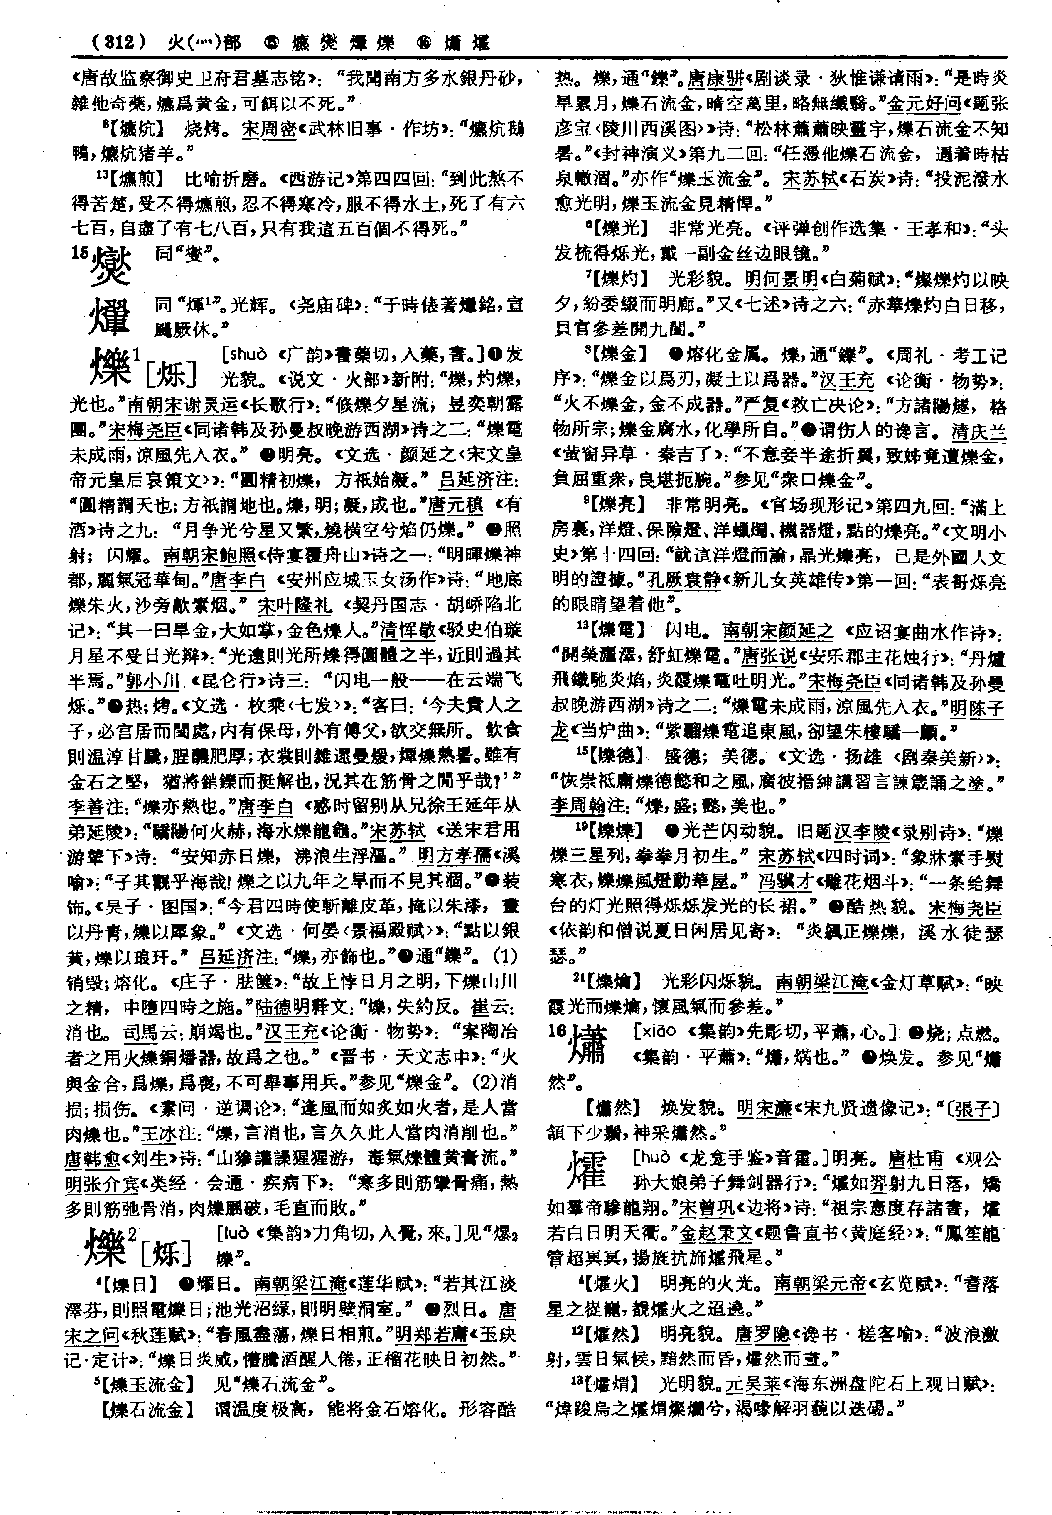 (312) 火(灬)部 ⑮ 爊 爕 燡 爍 ⑯ 爌 爟
《唐故监察御史卫府君墓志铭》：“我聞南方多水銀丹砂，
雜他奇藥，爊爲黄金，可餌以不死。”
⁸【爊炕】 烧烤。宋周密《武林旧事·作坊》：“爊炕鵝
鴨，爊炕猪羊。”
¹³【爊煎】 比喻折磨。《西游记》第四四回：“到此熬不
得苦楚，受不得爊煎，忍不得寒冷，服不得水土，死了有六
七百，自盡了有七八百，只有我這五百個不得死。”
15 爕 同“燮”。
同“燡¹”。光辉。《尧庙碑》：“于時俵著爗銘，宣
颺厥休。”
爍¹[烁] [shuò 《广韵》書藥切，入藥，書。]❶发
光貌。《说文·火部》新附：“爍，灼爍，
光也。”南朝宋谢灵运《长歌行》：“倏爍夕星流，昱奕朝露
團。”宋梅尧臣《同诸韩及孙曼叔晚游西湖》诗之二：“爍電
未成雨，凉風先入衣。”❷明亮。《文选·颜延之〈宋文皇
帝元皇后哀策文〉》：“圓精初爍，方祇始凝。”吕延济注：
“圓精謂天也；方祇謂地也。爍，明；凝，成也。”唐元稹《有
酒》诗之九：“月争光兮星又繁，燒横空兮焰仍爍。”❸照
射；闪耀。南朝宋鲍照《侍宴覆舟山》诗之一：“明暉爍神
都，麗氣冠華甸。”唐李白《安州应城玉女汤作》诗：“地底
爍朱火，沙旁歊素烟。”宋叶隆礼《契丹国志·胡峤陷北
记》：“其一曰旱金，大如掌，金色爍人。”清恽敬《驳史伯璇
月星不受日光辩》：“光遠則光所爍得圓體之半，近則過其
半焉。”郭小川《昆仑行》诗三：“闪电一般——在云端飞
烁。”❹热；烤。《文选·枚乘〈七发〉》：“客曰：‘今夫貴人之
子，必宫居而閨處，内有保母，外有傅父，欲交無所。飲食
則温淳甘膬，脭醲肥厚；衣裳則雜遝曼煖，燂爍熱暑。雖有
金石之堅，猶將銷鑠而挺解也，況其在筋骨之間乎哉？’”
李善注：“爍亦熱也。”唐李白《感时留别从兄徐王延年从
弟延陵》：“驕陽何火赫，海水爍龍龜。”宋苏轼《送宋君用
游辇下》诗：“安知赤日爍，沸浪生浮漚。”明方孝孺《溪
喻》：“子其觀乎海哉！爍之以九年之旱而不見其涸。”❺装
饰。《吴子·图国》：“今君四時使斬離皮革，掩以朱漆，畫
以丹青，爍以犀象。”《文选·何晏〈景福殿赋〉》：“點以銀
黄，爍以琅玕。”吕延济注：“爍，亦飾也。”❻通“鑠”。(1)
销毁；熔化。《庄子·胠箧》：“故上悖日月之明，下爍山川
之精，中墮四時之施。”陆德明释文：“爍，失約反。崔云：
消也。司馬云：崩竭也。”汉王充《论衡·物势》：“案陶冶
者之用火爍銅燔器，故爲之也。”《晋书·天文志中》：“火
與金合，爲爍，爲喪，不可舉事用兵。”参见“爍金”。(2)消
损；损伤。《素问·逆调论》：“逢風而如炙如火者，是人當
肉爍也。”王冰注：“爍，言消也，言久久此人當肉消削也。”
唐韩愈《刘生》诗：“山獠讙譟猩猩游，毒氣爍體黄膏流。”
明张介宾《类经·会通·疾病下》：“寒多則筋攣骨痛，熱
多則筋弛骨消，肉爍䐃破，毛直而敗。”
爍²[烁] [luò 《集韵》力角切，入覺，來。]见“爆₂
爍”。
⁴【爍日】 ❶耀日。南朝梁江淹《莲华赋》：“若其江淡
澤芬，則照電爍日；池光沼緑，則明壁洞室。”❷烈日。唐
宋之问《秋莲赋》：“春風盡蕩，爍日相煎。”明郑若庸《玉玦
记·定计》：“爍日炎威，懵騰酒醒人倦，正榴花映日初然。”
⁵【爍玉流金】 见“爍石流金”。
【爍石流金】 谓温度极高，能将金石熔化。形容酷
热。爍，通“鑠”。唐康骈《剧谈录·狄惟谦请雨》：“是時炎
旱累月，爍石流金，晴空萬里，略無纖翳。”金元好问《题张
彦宝〈陵川西溪图〉》诗：“松林蕭蕭映靈宇，爍石流金不知
暑。”《封神演义》第九二回：“任憑他爍石流金，遇着時枯
泉轍涸。”亦作“爍玉流金”。宋苏轼《石炭》诗：“投泥潑水
愈光明，爍玉流金見精悍。”
⁶【爍光】 非常光亮。《评弹创作选集·王孝和》：“头
发梳得烁光，戴一副金丝边眼镜。”
⁷【爍灼】 光彩貌。明何景明《白菊赋》：“燦爍灼以映
夕，紛委綴而明廊。”又《七述》诗之六：“亦華爍灼白日移，
貝宫參差開九闈。”
⁸【爍金】 ❶熔化金属。爍，通“鑠”。《周礼·考工记
序》：“爍金以爲刃，凝土以爲器。”汉王充《论衡·物势》：
“火不爍金，金不成器。”严复《救亡决论》：“方諸陽燧，格
物所宗；爍金腐水，化學所自。”❷谓伤人的谗言。清庆兰
《萤窗异草·秦吉了》：“不意妾半途折翼，致姊竟遭爍金，
負屈重泉，良堪扼腕。”参见“衆口爍金”。
⁹【爍亮】 非常明亮。《官场现形记》第四九回：“滿上
房裏，洋燈、保險燈、洋蠟燭、機器燈，點的爍亮。”《文明小
史》第十四回：“就這洋燈而論，晶光爍亮，已是外國人文
明的證據。”孔厥袁静《新儿女英雄传》第一回：“表哥烁亮
的眼睛望着他”。
¹³【爍電】 闪电。南朝宋颜延之《应诏宴曲水作诗》：
“開榮灑澤，舒虹爍電。”唐张说《安乐郡主花烛行》：“丹爐
飛鐵馳炎焰，炎霞爍電吐明光。”宋梅尧臣《同诸韩及孙曼
叔晚游西湖》诗之二：“爍電未成雨，凉風先入衣。”明陈子
龙《当炉曲》：“紫騮爍電追東風，卻望朱樓驕一顧。”
¹⁵【爍德】 盛德；美德。《文选·扬雄〈剧秦美新〉》：
“恢崇祗庸爍德懿和之風，廣彼搢紳講習言諫箴誦之塗。”
李周翰注：“爍，盛；懿，美也。”
¹⁹【爍爍】 ❶光芒闪动貌。旧题汉李陵《录别诗》：“爍
爍三星列，拳拳月初生。”宋苏轼《四时词》：“象牀素手熨
寒衣，爍爍風燈動華屋。”冯骥才《雕花烟斗》：“一条给舞
台的灯光照得烁烁发光的长裙。”❷酷热貌。宋梅尧臣
《依韵和僧说夏日闲居见寄》：“炎飆正爍爍，溪水徒瑟
瑟。”
²¹【爍爚】 光彩闪烁貌。南朝梁江淹《金灯草赋》：“映
霞光而爍爚，懷風氣而參差。”
16 [xiāo 《集韵》先彫切，平蕭，心。]❶烧；点燃。
《集韵·平萧》：“爌，焫也。”❷焕发。参见“爌
然”。
焕发貌。明宋濂《宋九贤遗像记》：“〔張子〕
頷下少鬚，神采爌然。”
爟 [huò 《龙龛手鉴》音霍。]明亮。唐杜甫《观公
孙大娘弟子舞剑器行》：“爟如羿射九日落，矯
如羣帝驂龍翔。”宋曾巩《边将》诗：“祖宗憲度存諸書，爟
若白日明天衢。”金赵秉文《题鲁直书〈黄庭经〉》：“鳳笙龍
管超冥冥，揚旌抗旆爟飛星。”
⁴【爟火】 明亮的火光。南朝梁元帝《玄览赋》：“眷落
星之嵸巃，觀爟火之迢遶。”
¹²【爟然】 明亮貌。唐罗隐《谗书·槎客喻》：“波浪激
射，雲日氣候，黯然而昏，爟然而晝。”
光明貌。元吴莱《海东洲盘陀石上观日赋》：